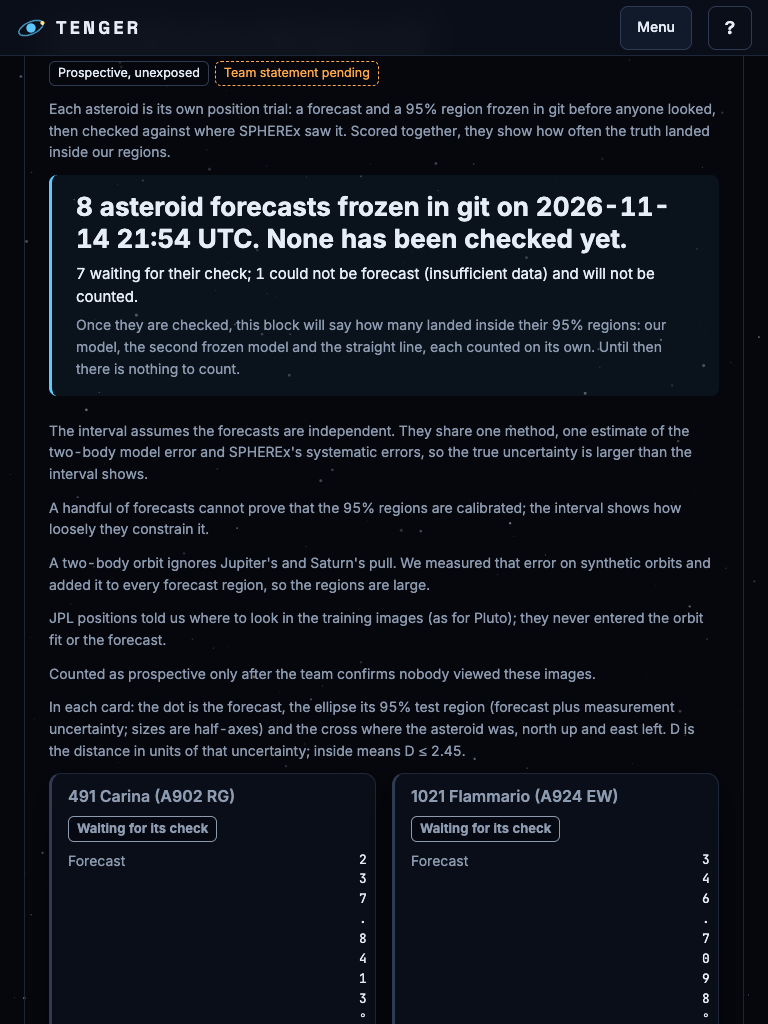 TENGER
Menu
?
Prospective, unexposed
Team statement pending
Each asteroid is its own position trial: a forecast and a 95% region frozen in git before anyone looked,
then checked against where SPHEREx saw it. Scored together, they show how often the truth landed
inside our regions.
8 asteroid forecasts frozen in git on 2026-11-
14 21:54 UTC. None has been checked yet.
7 waiting for their check; 1 could not be forecast (insufficient data) and will not be
counted.
Once they are checked, this block will say how many landed inside their 95% regions: our
model, the second frozen model and the straight line, each counted on its own. Until then
there is nothing to count.
The interval assumes the forecasts are independent. They share one method, one estimate of the
two-body model error and SPHEREx's systematic errors, so the true uncertainty is larger than the
interval shows.
A handful of forecasts cannot prove that the 95% regions are calibrated; the interval shows how
loosely they constrain it.
A two-body orbit ignores Jupiter's and Saturn's pull. We measured that error on synthetic orbits and
added it to every forecast region, so the regions are large.
JPL positions told us where to look in the training images (as for Pluto); they never entered the orbit
fit or the forecast.
Counted as prospective only after the team confirms nobody viewed these images.
In each card: the dot is the forecast, the ellipse its 95% test region (forecast plus measurement
uncertainty; sizes are half-axes) and the cross where the asteroid was, north up and east left. D is
the distance in units of that uncertainty; inside means D ≤ 2.45.
491 Carina (A902 RG)
Waiting for its check
Forecast
2
3
7
.
8
4
1
3
°
1021 Flammario (A924 EW)
Waiting for its check
Forecast
3
4
6
.
7
0
9
8
°